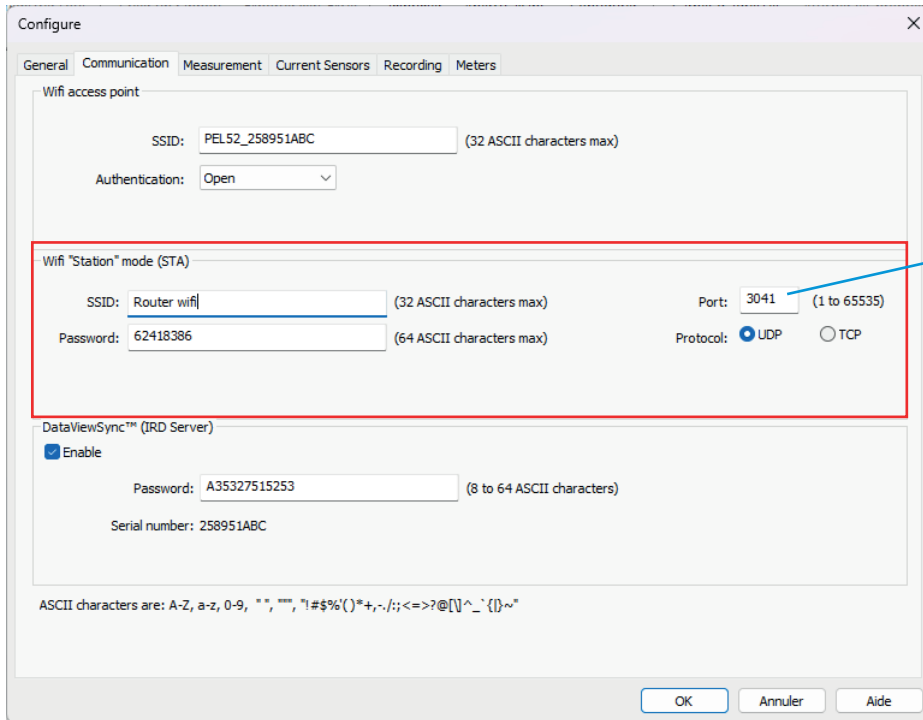 Configure
General Communication Measurement Current Sensors Recording Meters
Wifi access point
SSID: PEL52_258951ABC (32 ASCII characters max)
Authentication: Open
Wifi "Station" mode (STA)
SSID: Router wifi (32 ASCII characters max) Port: 3041 (1 to 65535)
Password: 62418386 (64 ASCII characters max) Protocol: UDP TCP
DataViewSync™ (IRD Server)
Enable
Password: A35327515253 (8 to 64 ASCII characters)
Serial number: 258951ABC
ASCII characters are: A-Z, a-z, 0-9, " ", """, "!#$%'()*+,-./:;<=>?@[\]^_`{|}~"
OK Annuler Aide